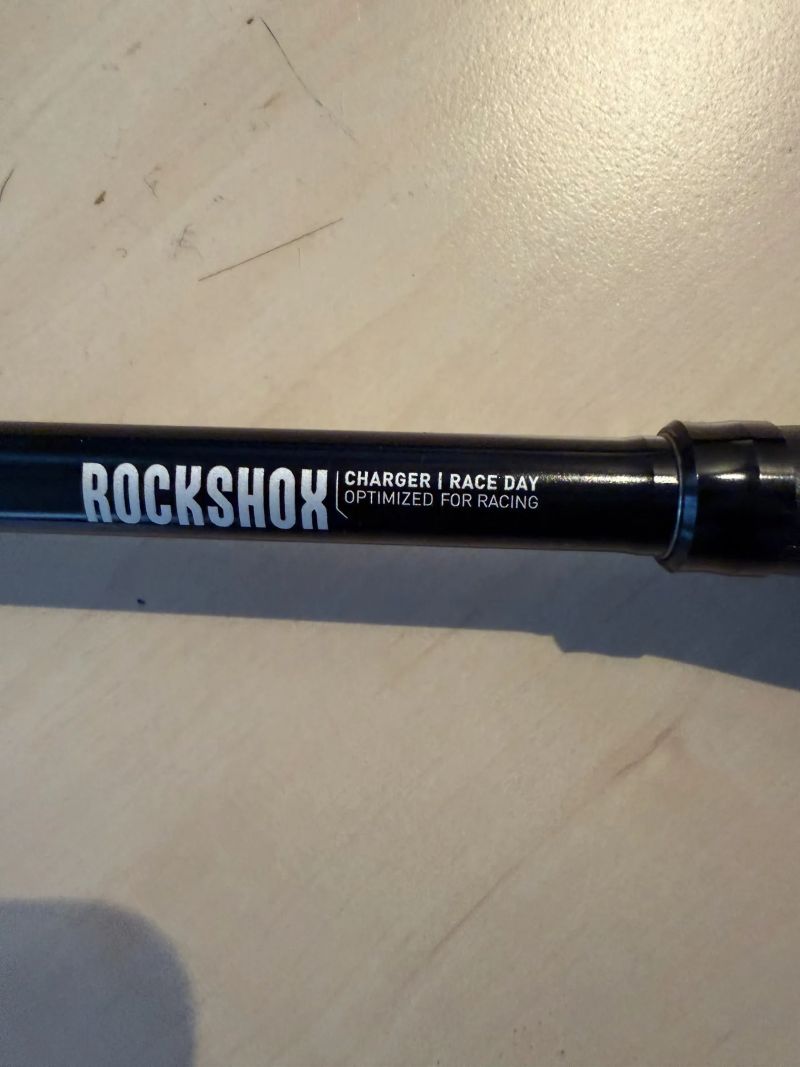 ROCKSHOX
CHARGER | RACE DAY
OPTIMIZED FOR RACING